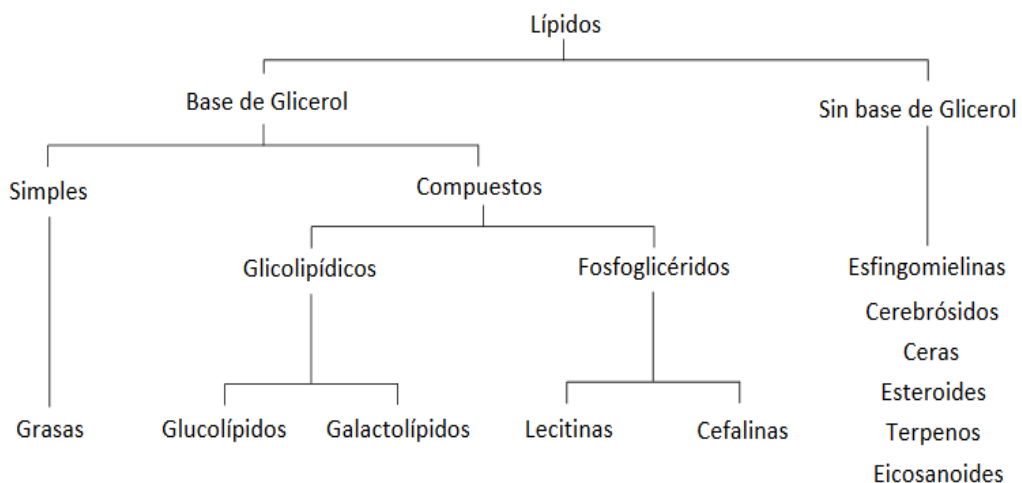 Lípidos
Base de Glicerol
Sin base de Glicerol
Simples
Compuestos
Glicolipídicos
Fosfoglicéridos
Esfingomielinas
Cerebrósidos
Ceras
Esteroides
Grasas
Glucolípidos
Galactolípidos
Lecitinas
Cefalinas
Terpenos
Eicosanoides